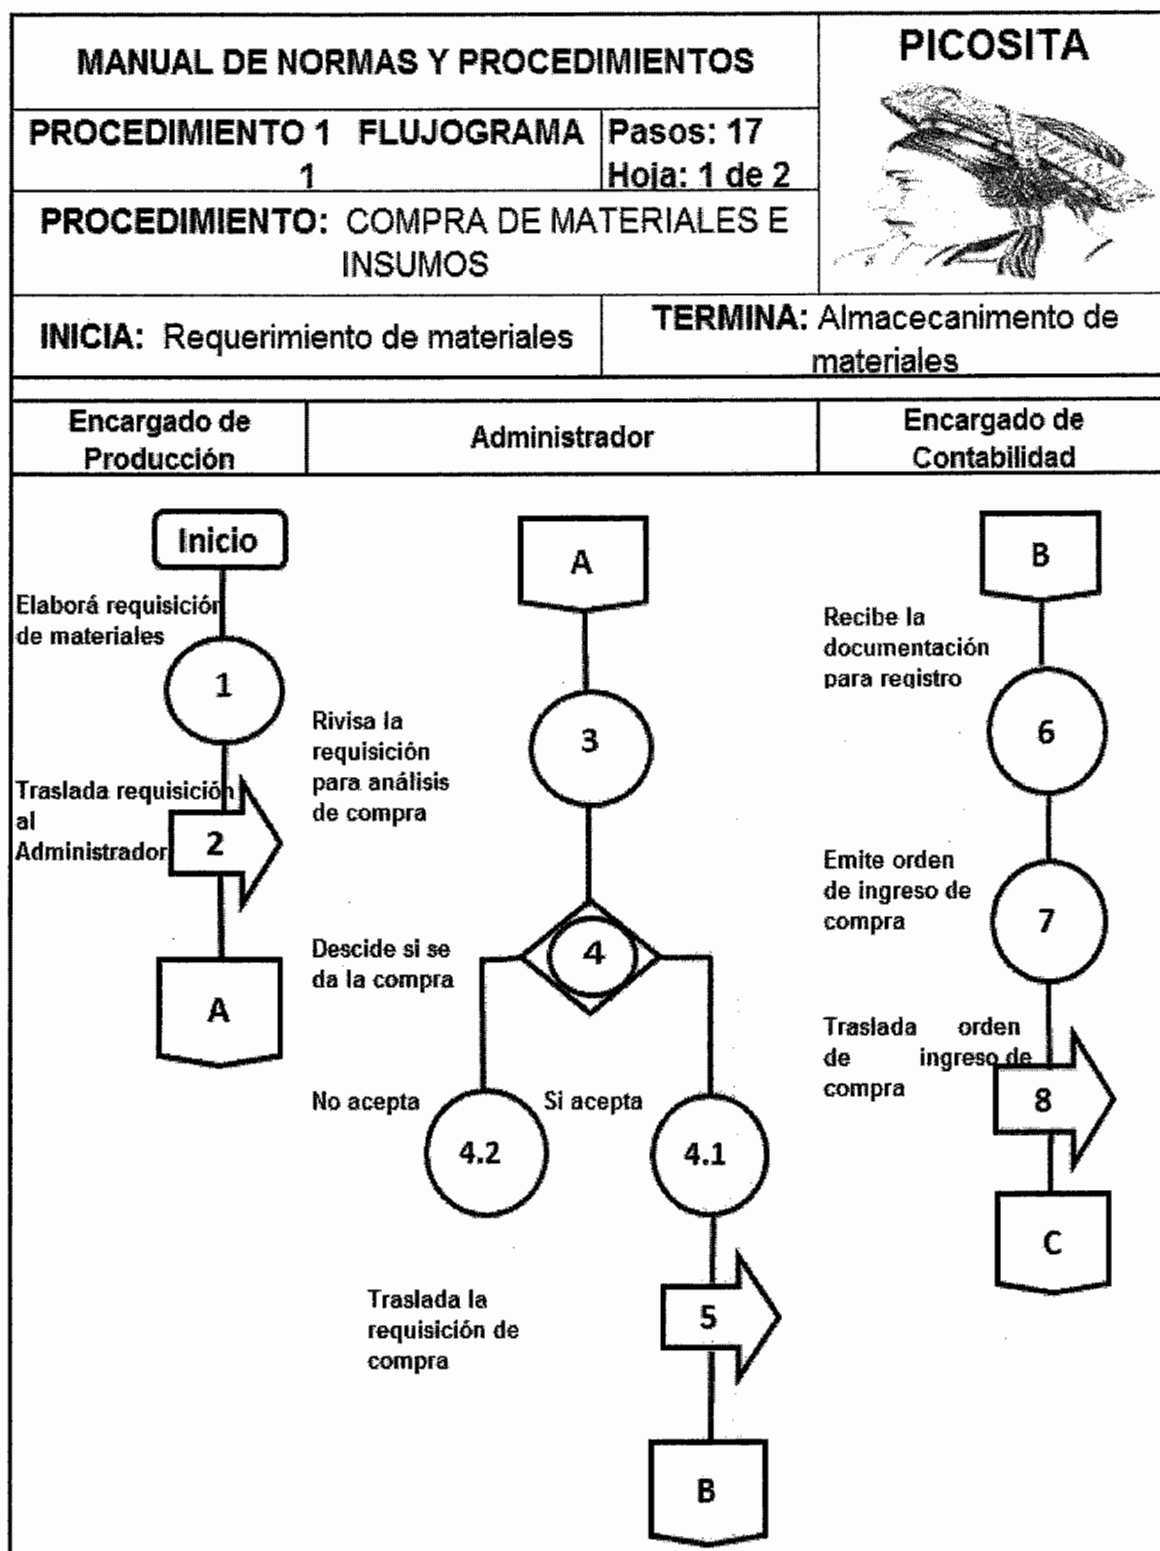 MANUAL DE NORMAS Y PROCEDIMIENTOS
PICOSITA
PROCEDIMIENTO 1 FLUJOGRAMA
1
Pasos: 17
Hoja: 1 de 2
PROCEDIMIENTO: COMPRA DE MATERIALES E
INSUMOS
INICIA: Requerimiento de materiales
TERMINA: Almacecanimento de
materiales
Encargado de
Producción
Administrador
Encargado de
Contabilidad
Inicio
Elaborá requisición
de materiales
1
Traslada requisición
al
Administrador
2
A
A
Rivisa la
requisición
para análisis
de compra
3
Descide si se
da la compra
4
No acepta
4.2
Si acepta
4.1
Traslada la
requisición de
compra
5
B
B
Recibe la
documentación
para registro
6
Emite orden
de ingreso de
compra
7
Traslada orden
de ingreso de
compra
8
C